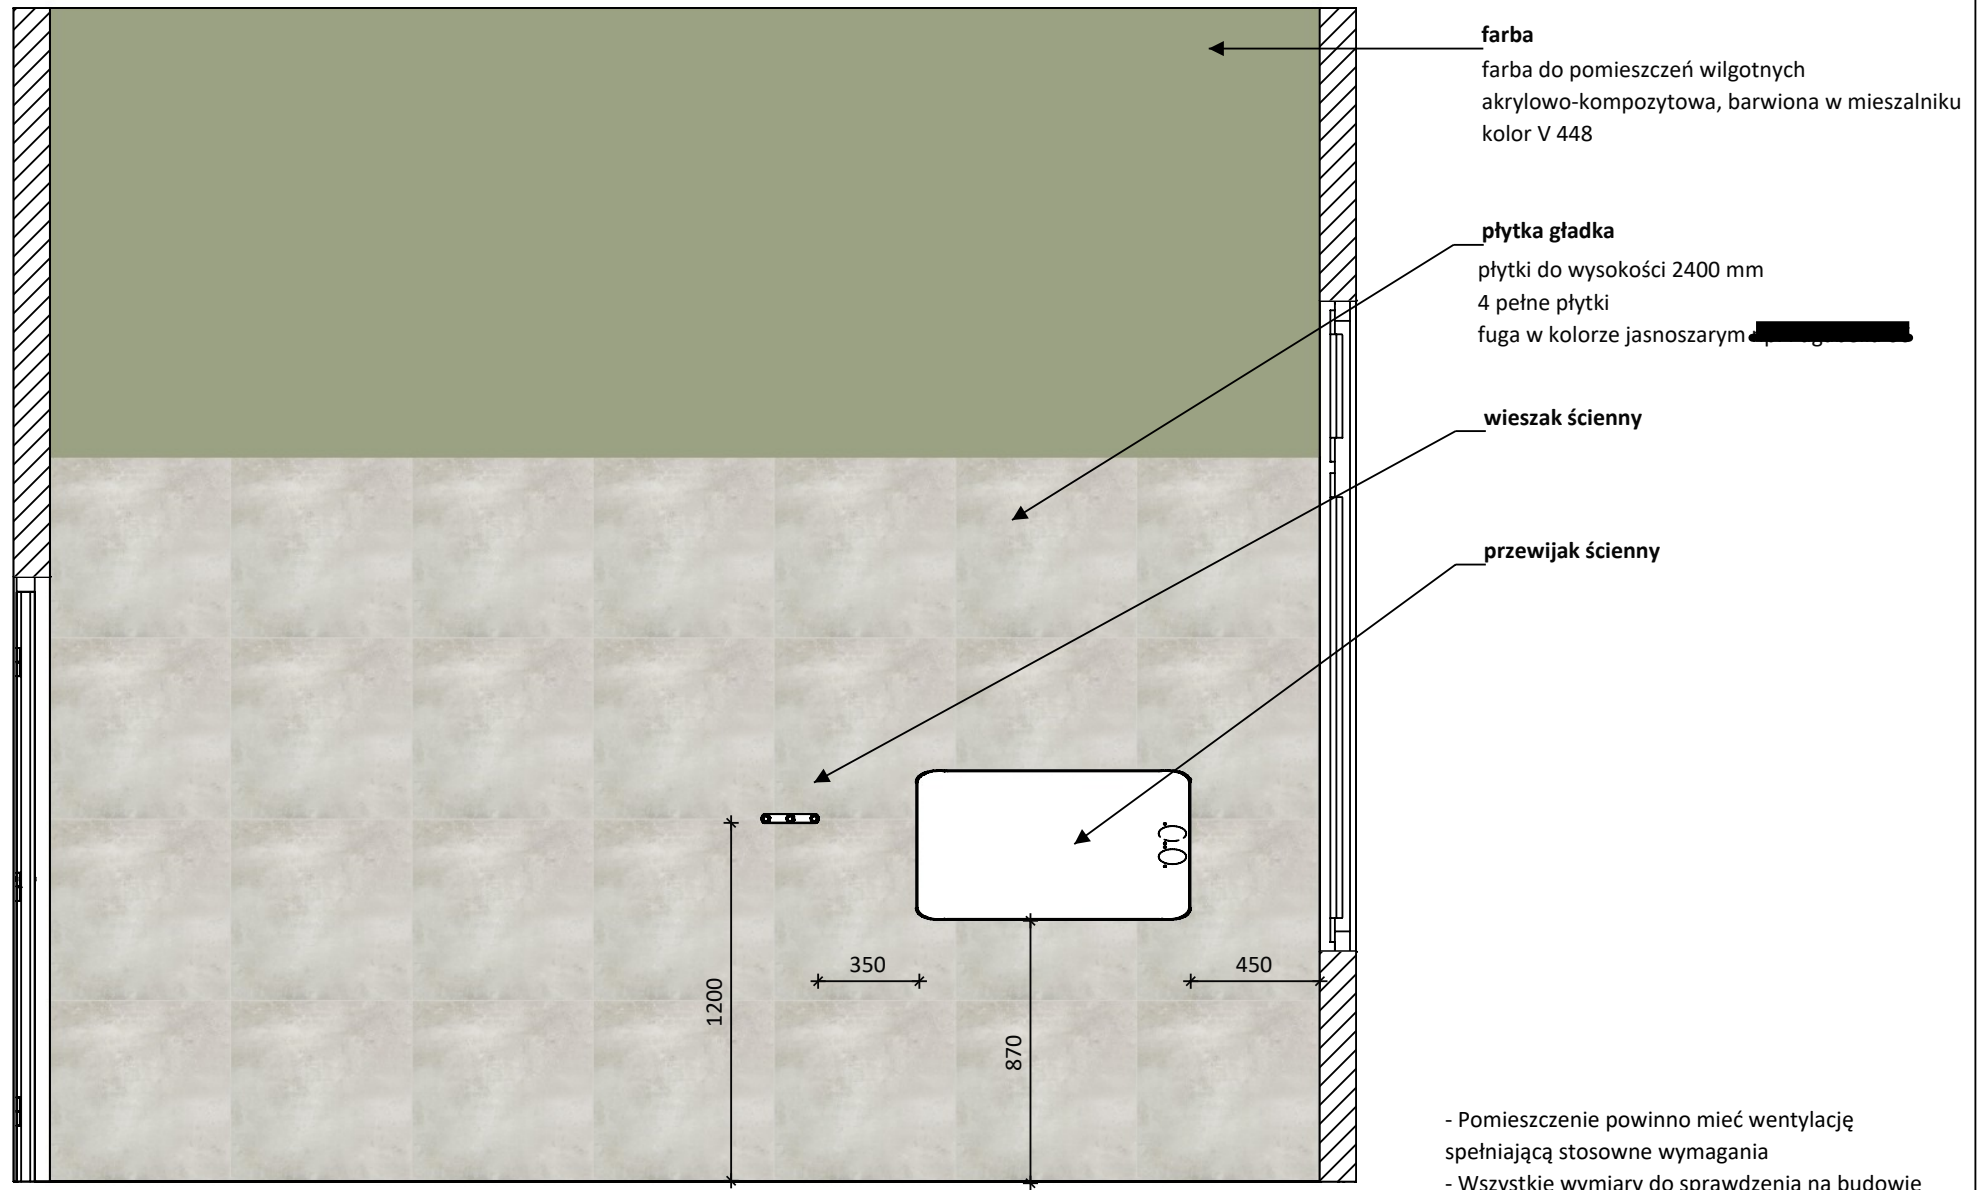 farba
farba do pomieszczeń wilgotnych
akrylowo-kompozytowa, barwiona w mieszalniku
kolor V 448
płytka gładka
płytki do wysokości 2400 mm
4 pełne płytki
fuga w kolorze jasnoszarym
wieszak ścienny
przewijak ścienny
350
450
1200
870
- Pomieszczenie powinno mieć wentylację
spełniającą stosowne wymagania
- Wszystkie wymiary do sprawdzenia na budowie